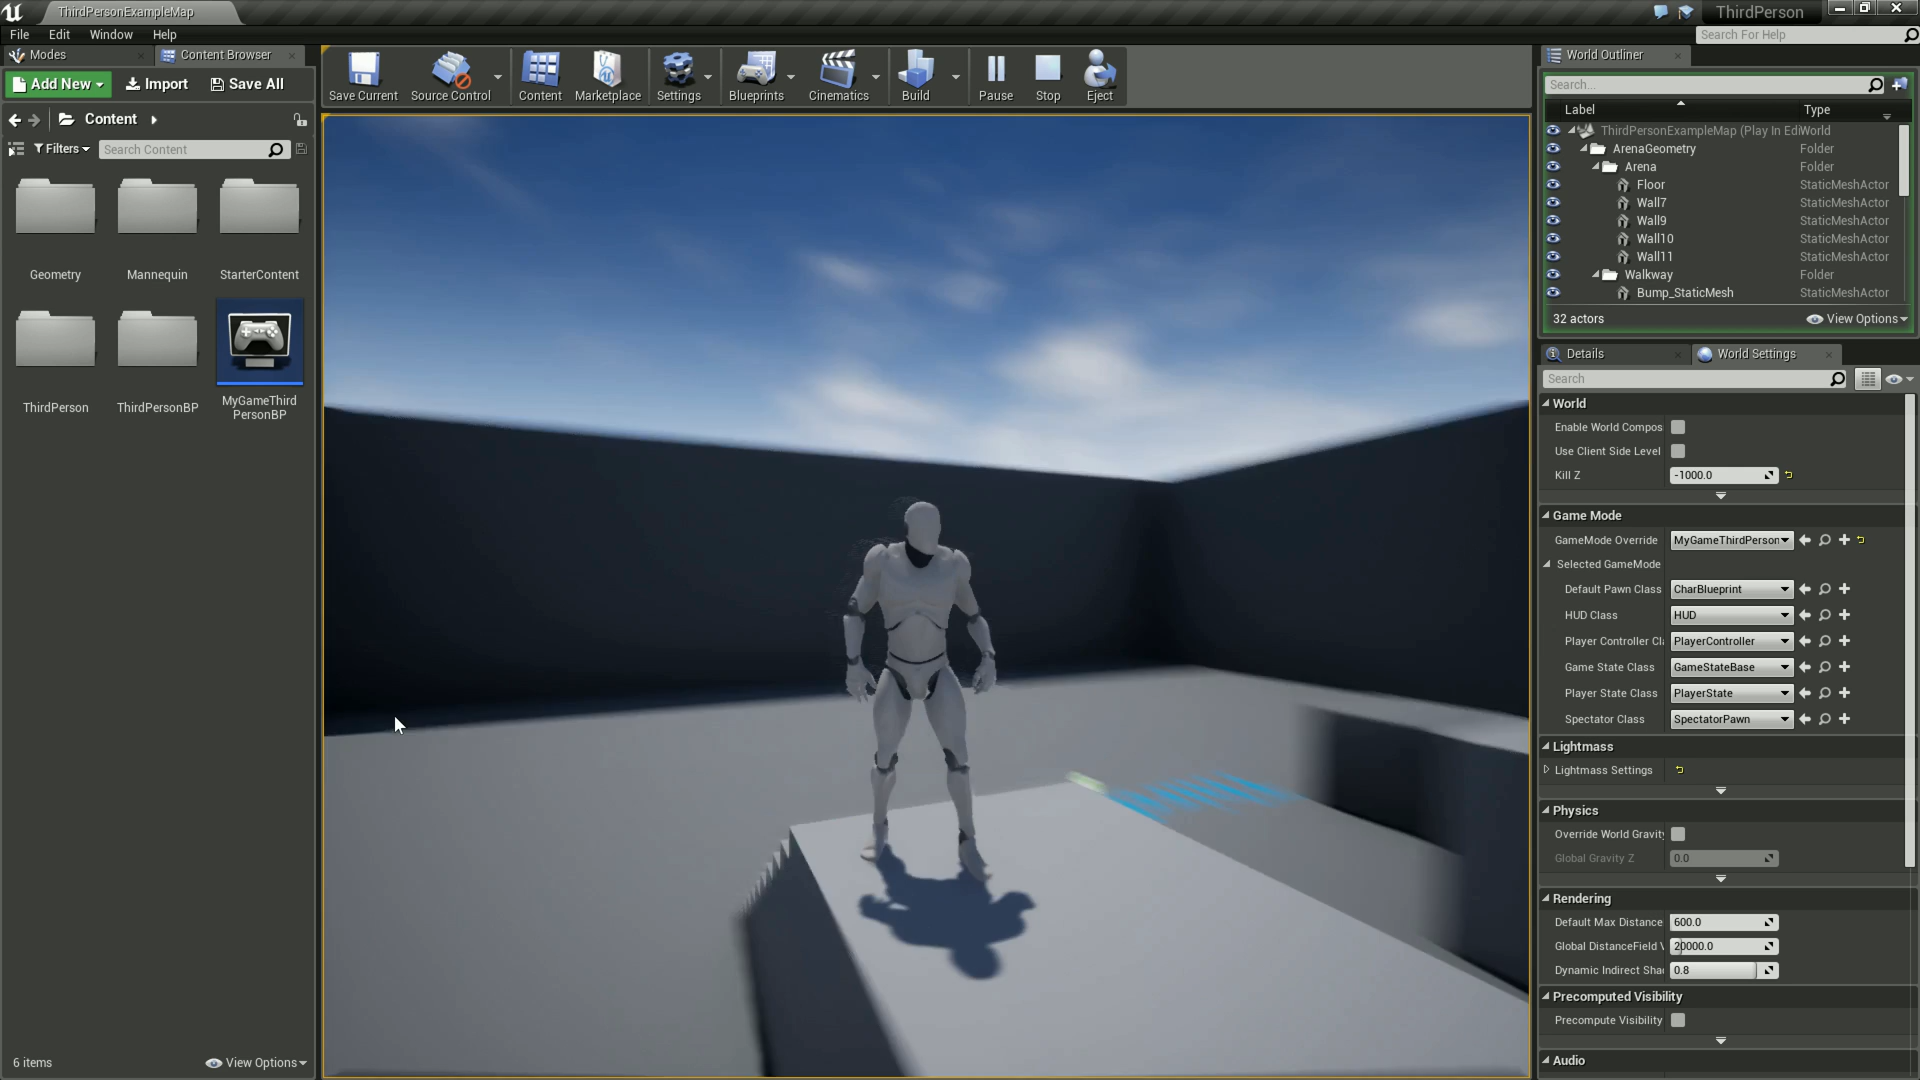 ThirdPersonExampleMap
ThirdPerson
File Edit Window Help
Search For Help
Modes
Content Browser
Add New
Import
Save All
Content
Filters
Search Content
Geometry
Mannequin
StarterContent
ThirdPerson
ThirdPersonBP
MyGameThird
PersonBP
6 items
View Options
Save Current
Source Control
Content
Marketplace
Settings
Blueprints
Cinematics
Build
Pause
Stop
Eject
World Outliner
Search...
Label Type
ThirdPersonExampleMap (Play In Edi World
ArenaGeometry Folder
Arena Folder
Floor StaticMeshActor
Wall7 StaticMeshActor
Wall9 StaticMeshActor
Wall10 StaticMeshActor
Wall11 StaticMeshActor
Walkway Folder
Bump_StaticMesh StaticMeshActor
32 actors
View Options
Details
World Settings
Search
World
Enable World Compos
Use Client Side Level
Kill Z -1000.0
Game Mode
GameMode Override MyGameThirdPerson
Selected GameMode
Default Pawn Class CharBlueprint
HUD Class HUD
Player Controller Cl PlayerController
Game State Class GameStateBase
Player State Class PlayerState
Spectator Class SpectatorPawn
Lightmass
Lightmass Settings
Physics
Override World Gravity
Global Gravity Z 0.0
Rendering
Default Max Distance 600.0
Global DistanceField V 20000.0
Dynamic Indirect Sha 0.8
Precomputed Visibility
Precompute Visibility
Audio